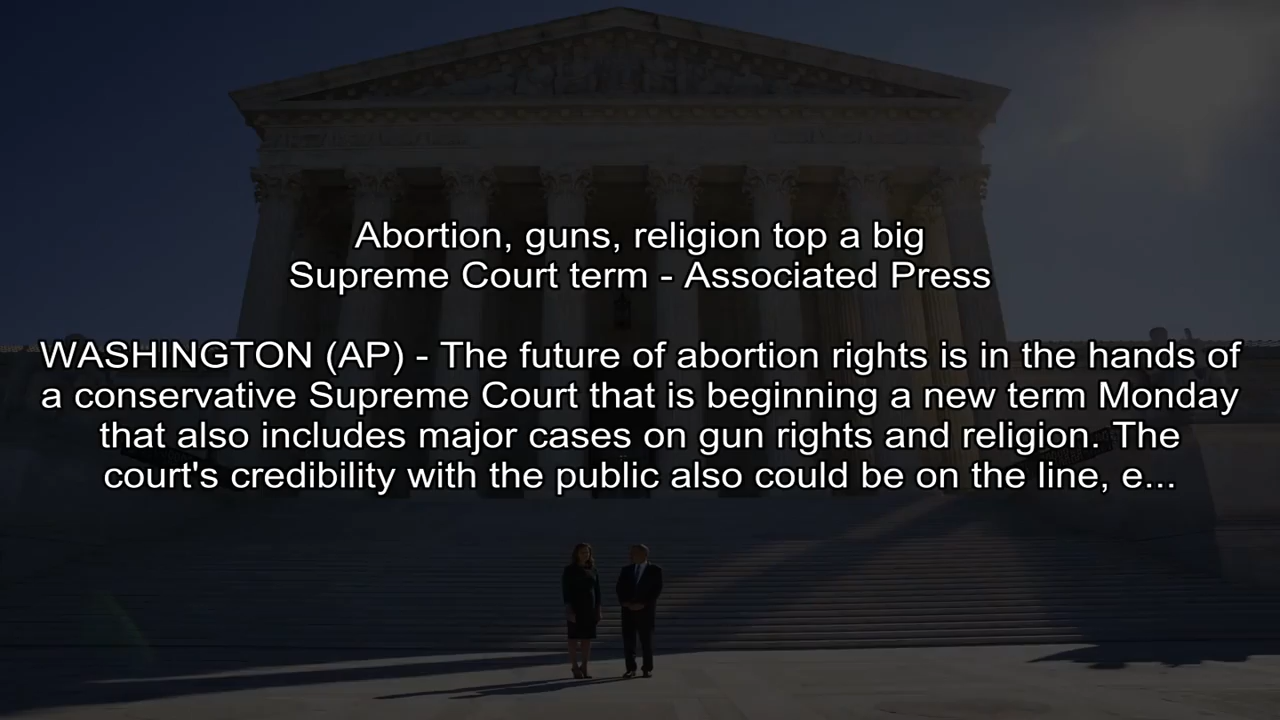 Abortion, guns, religion top a big
Supreme Court term - Associated Press
WASHINGTON (AP) - The future of abortion rights is in the hands of
a conservative Supreme Court that is beginning a new term Monday
that also includes major cases on gun rights and religion. The
court's credibility with the public also could be on the line, e...